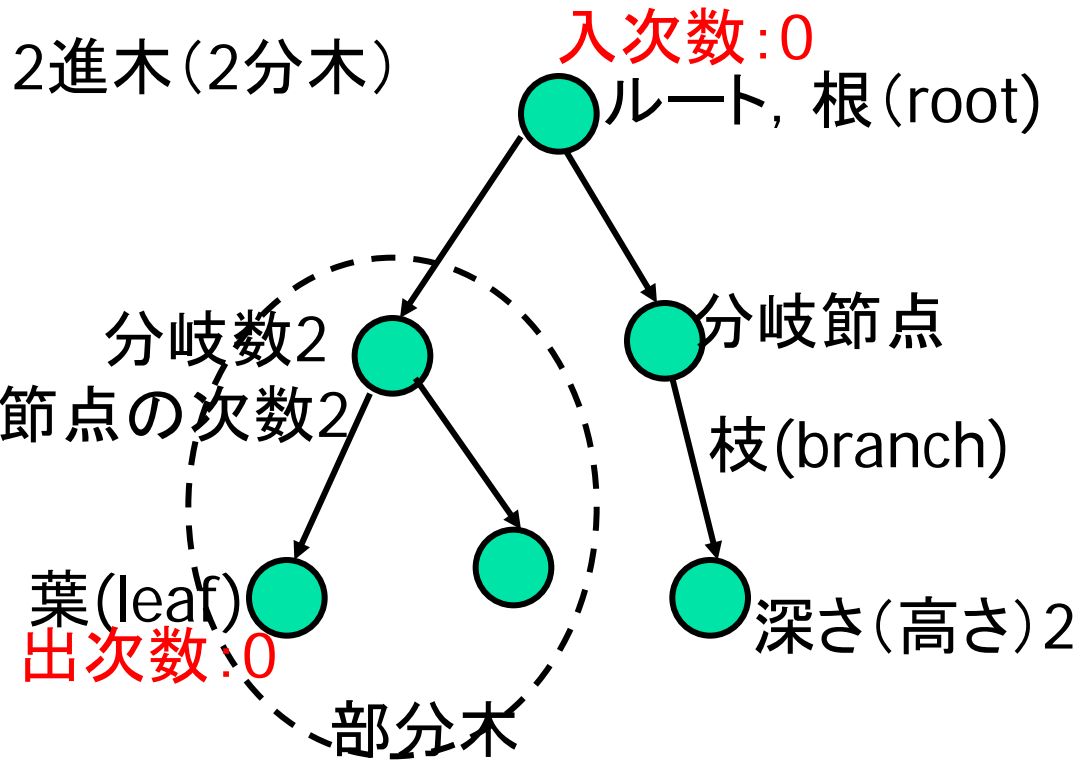 入次数:0
2進木(2分木)
ルート, 根(root)
分岐数2
分岐節点
節点の次数2
枝(branch)
葉(leaf)
深さ(高さ)2
出次数:0
部分木